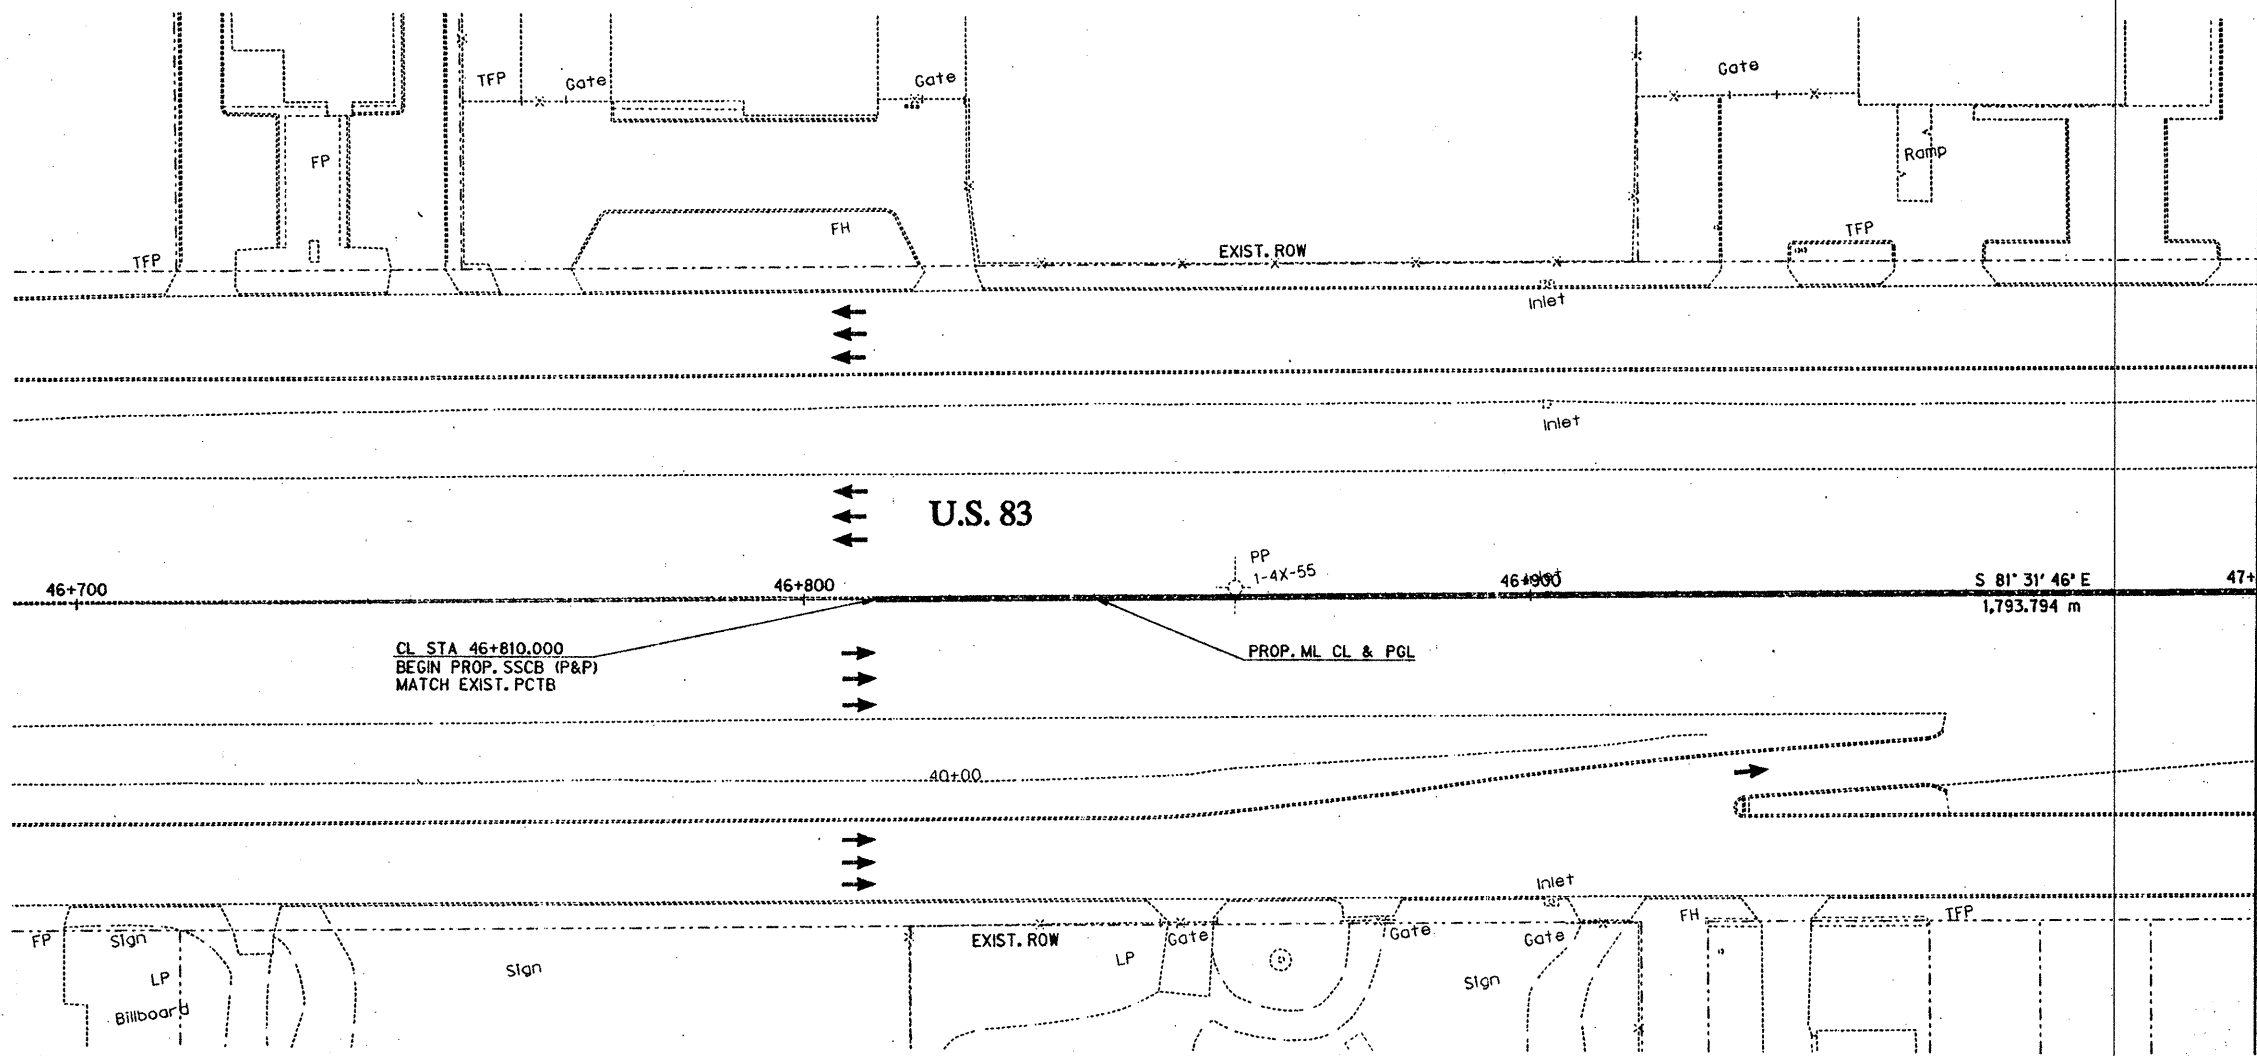 Gate
TFP
Gate
Gate
FP
Ramp
FH
TFP
EXIST. ROW
TFP
Inlet
Inlet
U.S. 83
PP
1-4X-55
46+700
46+800
46+900
Inlet
S 81° 31' 46" E
47+
1,793.794 m
CL STA 46+810.000
BEGIN PROP. SSCB (P&P)
MATCH EXIST. PCTB
PROP. ML CL & PGL
40+00
Inlet
FP
Sign
EXIST. ROW
Gate
Gate
Gate
FH
TFP
LP
Sign
LP
Sign
Billboard